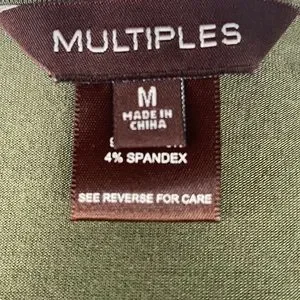 MULTIPLES
M
MADE IN
CHINA
4% SPANDEX
SEE REVERSE FOR CARE